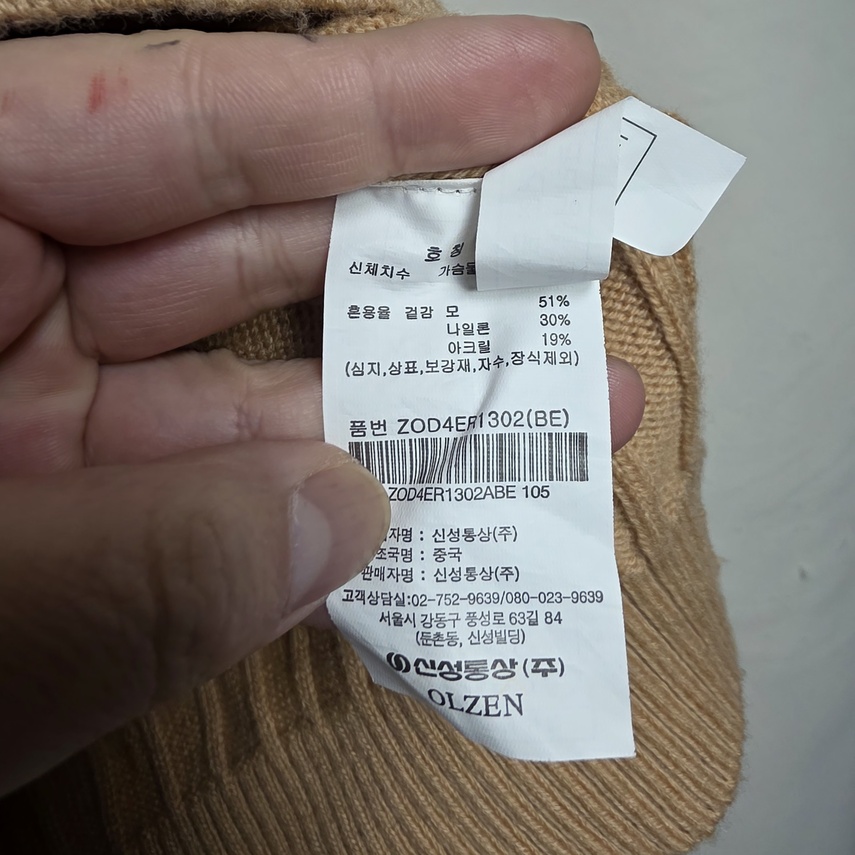 호 칭
신체치수 가슴둘
혼용율 겉감 모 51%
나일론 30%
아크릴 19%
(심지,상표,보강재,자수,장식제외)
품번 ZOD4ER1302(BE)
ZOD4ER1302ABE 105
자명 : 신성통상(주)
조국명 : 중국
판매자명 : 신성통상(주)
고객상담실:02-752-9639/080-023-9639
서울시 강동구 풍성로 63길 84
(둔촌동, 신성빌딩)
신성통상(주)
OLZEN